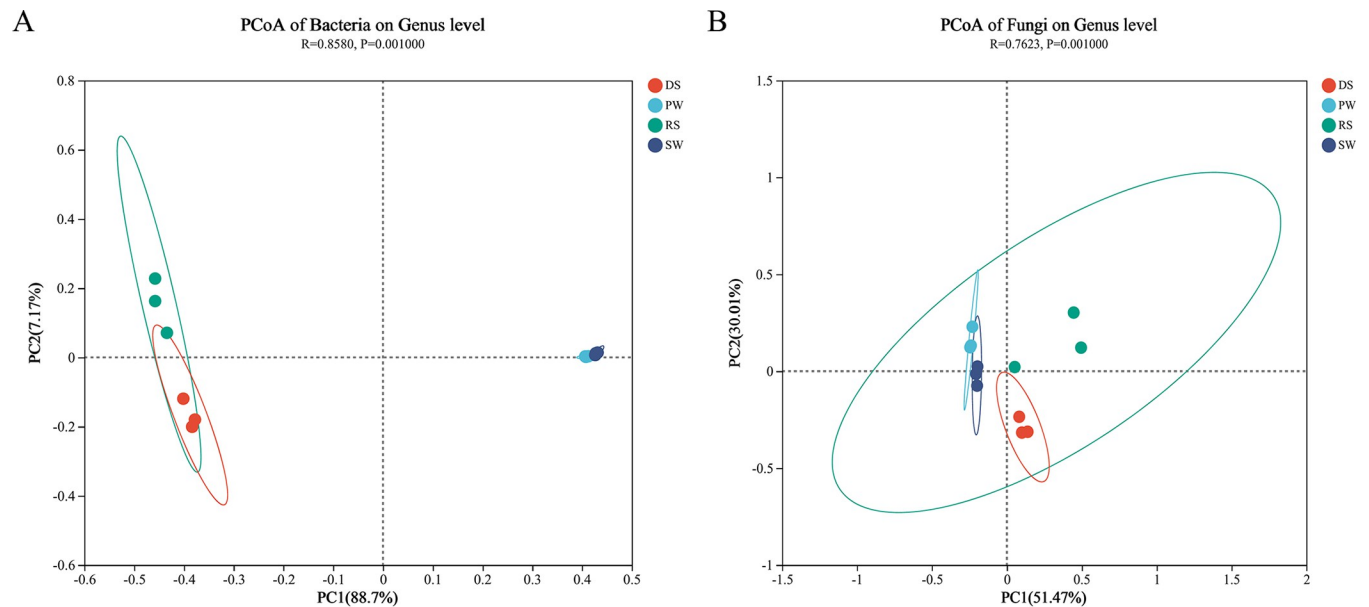 A
PCoA of Bacteria on Genus level
R=0.8580, P=0.001000
PC2(7.17%)
0.8
0.6
0.4
0.2
0
-0.2
-0.4
-0.6
-0.6
-0.5
-0.4
-0.3
-0.2
-0.1
0
0.1
0.2
0.3
0.4
0.5
PC1(88.7%)
DS
PW
RS
SW
B
PCoA of Fungi on Genus level
R=0.7623, P=0.001000
PC2(30.01%)
1.5
1
0.5
0
-0.5
-1
-1.5
-1
-0.5
0
0.5
1
1.5
2
PC1(51.47%)
DS
PW
RS
SW